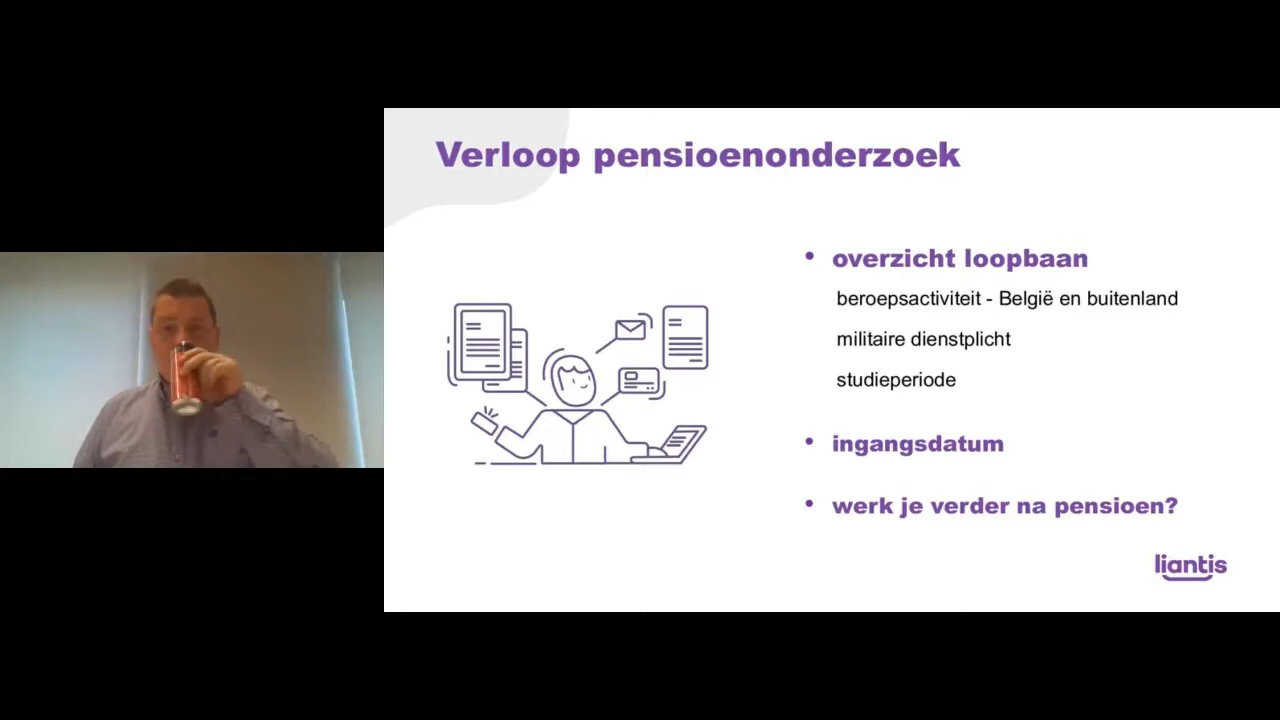 Verloop pensioenonderzoek
• overzicht loopbaan
beroepsactiviteit - België en buitenland
militaire dienstplicht
studieperiode
• ingangsdatum
• werk je verder na pensioen?
liantis